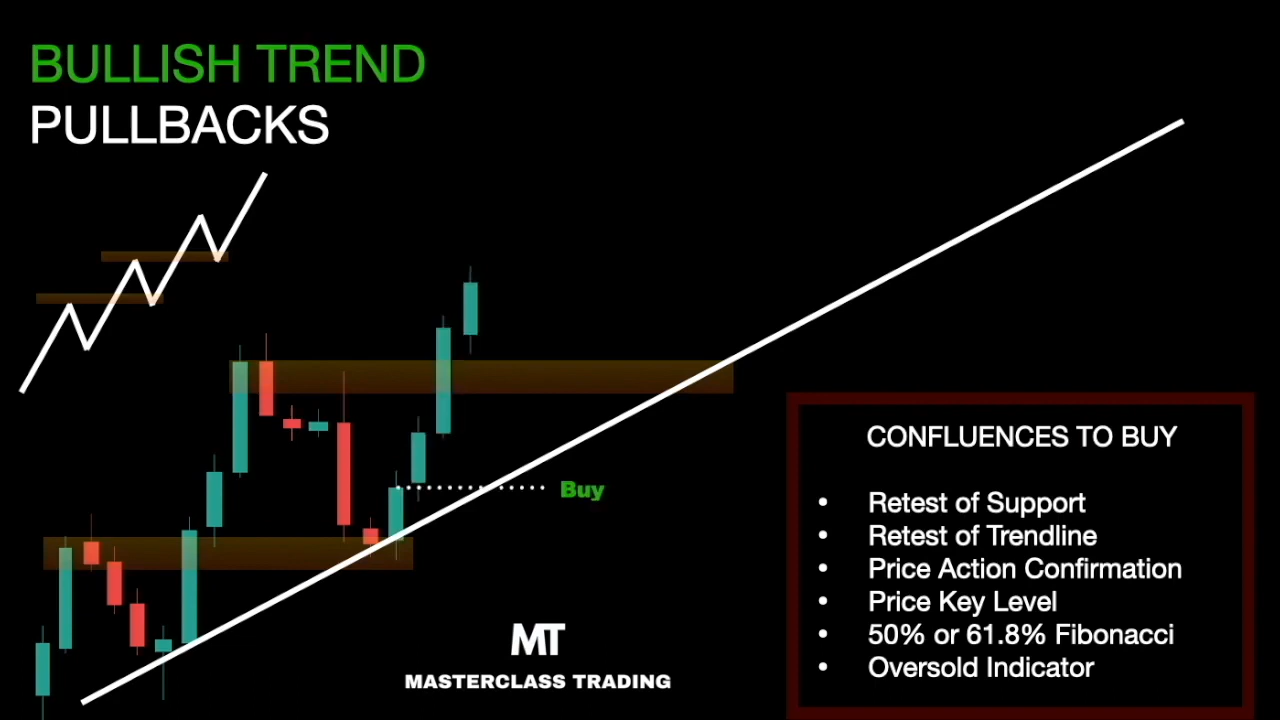 BULLISH TREND
PULLBACKS
Buy
MT
MASTERCLASS TRADING
CONFLUENCES TO BUY
• Retest of Support
• Retest of Trendline
• Price Action Confirmation
• Price Key Level
• 50% or 61.8% Fibonacci
• Oversold Indicator